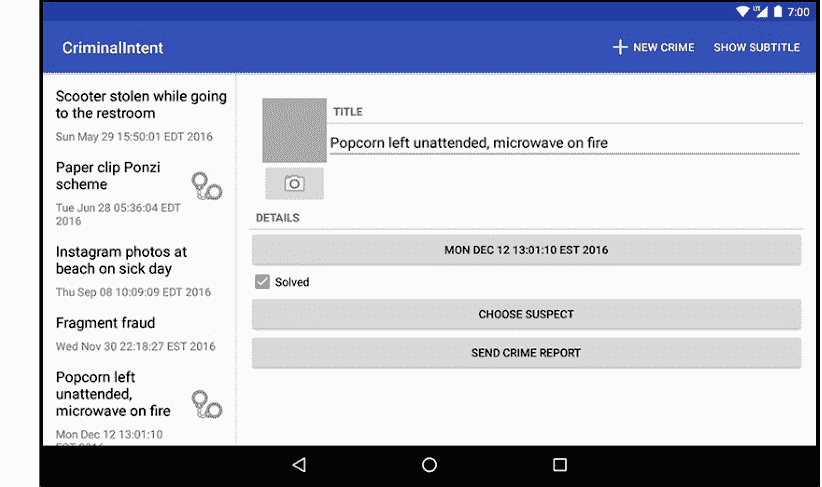 LTE 7:00
CriminalIntent
NEW CRIME SHOW SUBTITLE
Scooter stolen while going
to the restroom
Sun May 29 15:50:01 EDT 2016
Paper clip Ponzi
scheme
Tue Jun 28 05:36:04 EDT
2016
Instagram photos at
beach on sick day
Thu Sep 08 10:09:09 EDT 2016
Fragment fraud
Wed Nov 30 22:18:27 EST 2016
Popcorn left
unattended,
microwave on fire
Mon Dec 12 13:01:10
EST 2016
TITLE
Popcorn left unattended, microwave on fire
DETAILS
MON DEC 12 13:01:10 EST 2016
Solved
CHOOSE SUSPECT
SEND CRIME REPORT